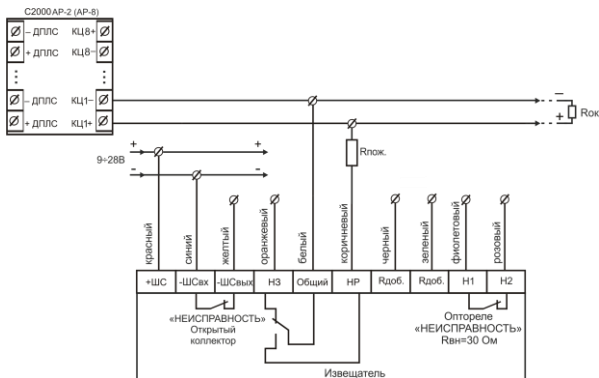 С2000 АР-2 (АР-8)
– ДПЛС КЦ8+
+ ДПЛС КЦ8–
– ДПЛС КЦ1–
+ ДПЛС КЦ1+
–
+
Rок
+ +
9÷28В
- -
Rпож.
красный
синий
желтый
оранжевый
белый
коричневый
черный
зеленый
фиолетовый
розовый
+ШС -ШСвх -ШСвых НЗ Общий НР Rдоб. Rдоб. Н1 Н2
«НЕИСПРАВНОСТЬ»
Открытый
коллектор
Оптореле
«НЕИСПРАВНОСТЬ»
Rвн=30 Ом
Извещатель